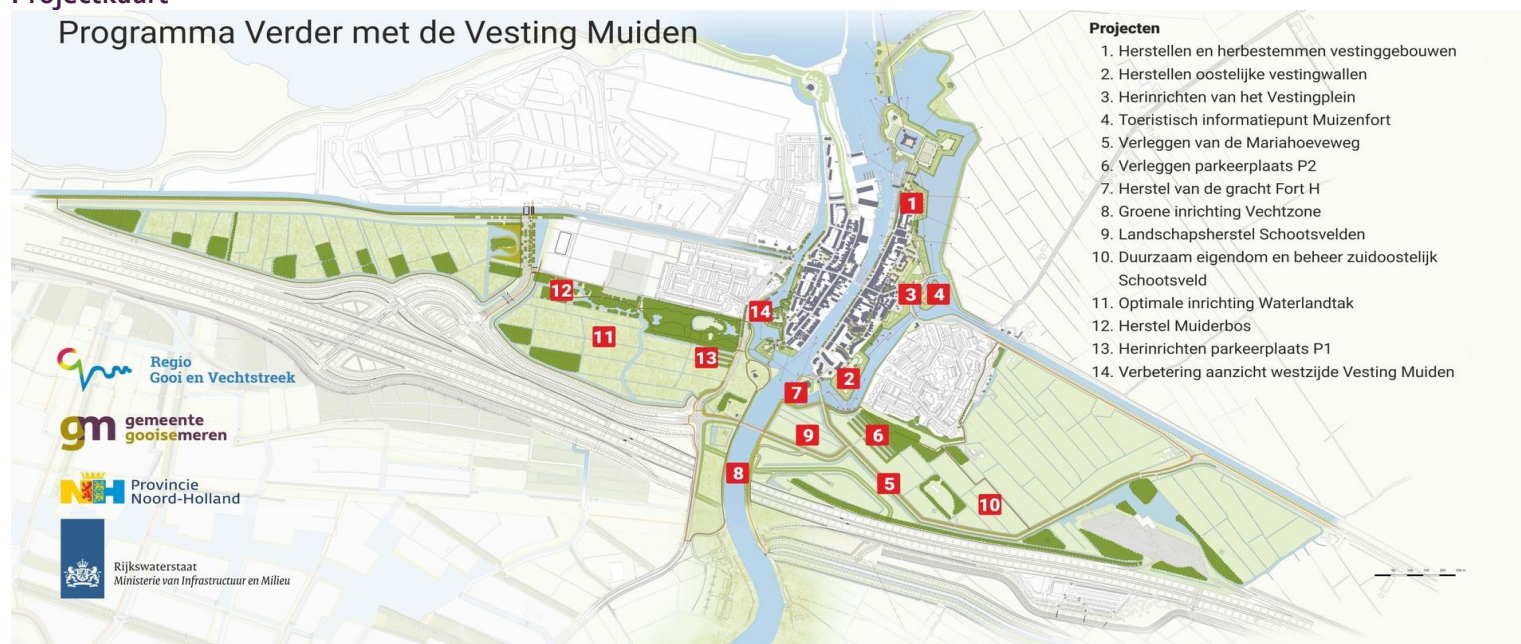 Projectkaart
Programma Verder met de Vesting Muiden
Projecten
1. Herstellen en herbestemmen vestinggebouwen
2. Herstellen oostelijke vestingwallen
3. Herinrichten van het Vestingplein
4. Toeristisch informatiepunt Muizenfort
5. Verleggen van de Mariahoeveweg
6. Verleggen parkeerplaats P2
7. Herstel van de gracht Fort H
8. Groene inrichting Vechtzone
9. Landschapsherstel Schootsvelden
10. Duurzaam eigendom en beheer zuidoostelijk
Schootsveld
11. Optimale inrichting Waterlandtak
12. Herstel Muiderbos
13. Herinrichten parkeerplaats P1
14. Verbetering aanzicht westzijde Vesting Muiden
1
3
4
12
14
11
13
2
7
9
6
8
5
10
Regio
Gooi en Vechtstreek
gm gemeente
gooisemeren
NH Provincie
Noord-Holland
Rijkswaterstaat
Ministerie van Infrastructuur en Milieu